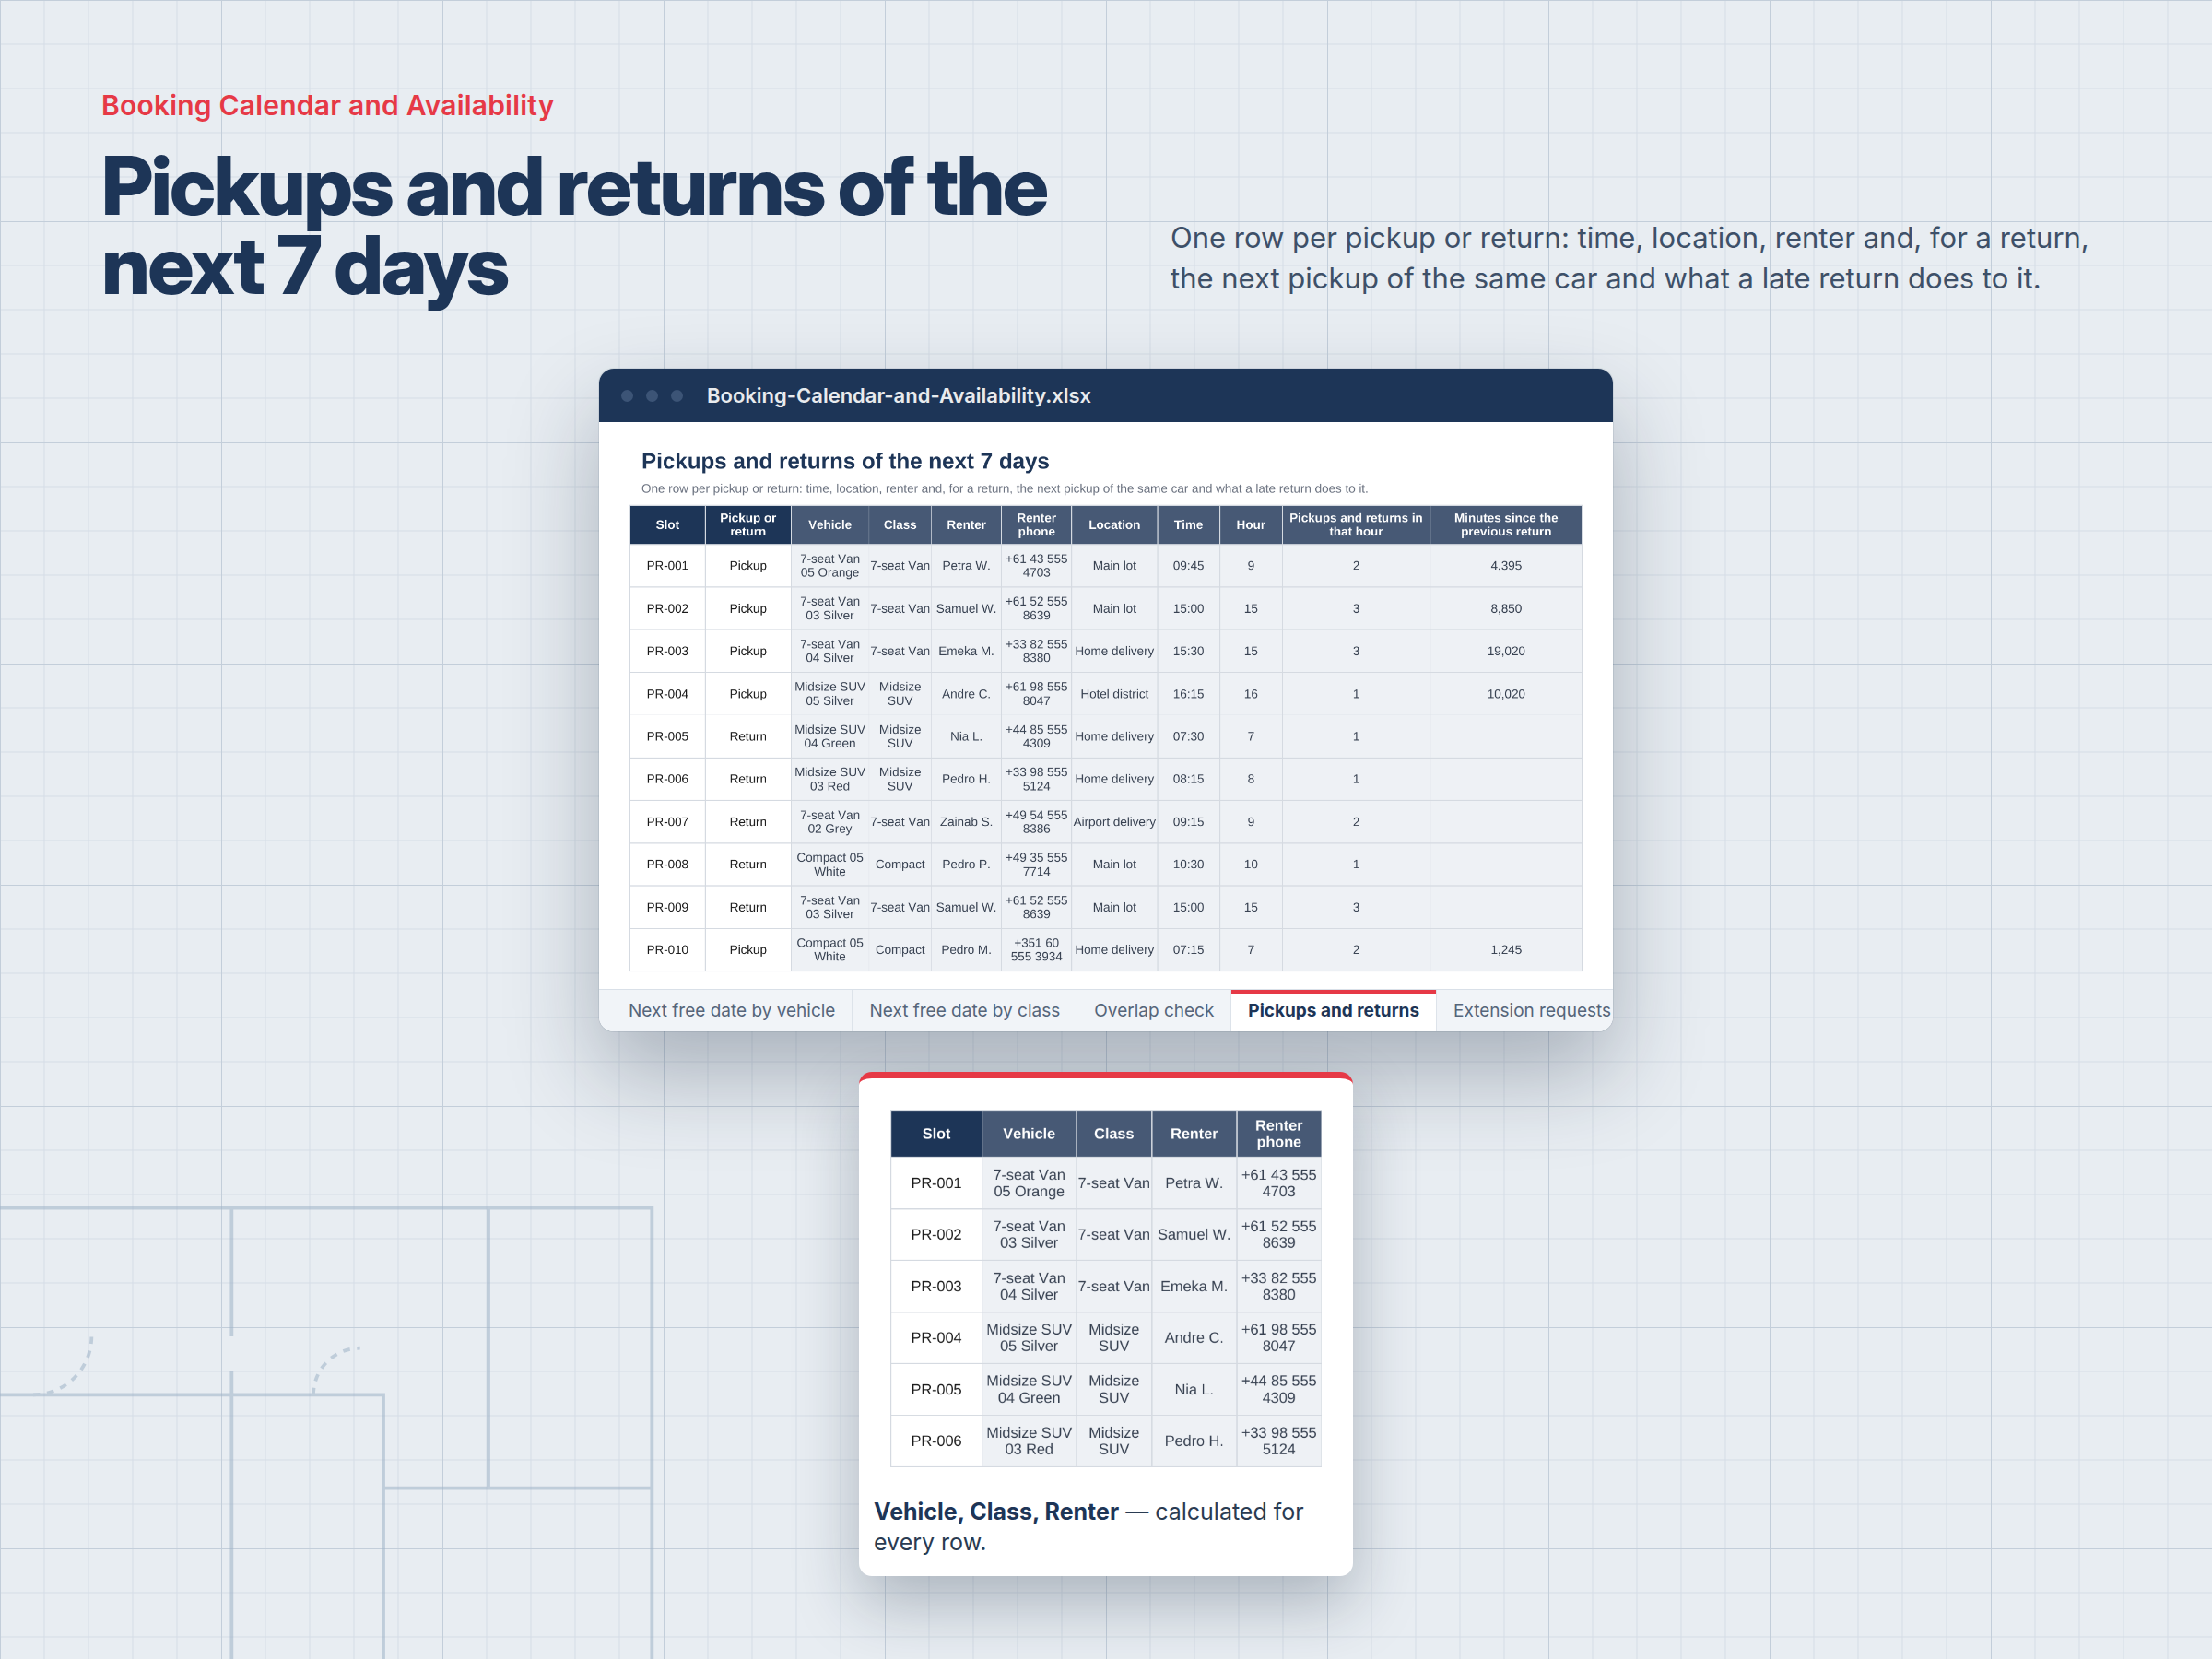 Booking Calendar and Availability
Pickups and returns of the
next 7 days
One row per pickup or return: time, location, renter and, for a return,
the next pickup of the same car and what a late return does to it.
Booking-Calendar-and-Availability.xlsx
Pickups and returns of the next 7 days
One row per pickup or return: time, location, renter and, for a return, the next pickup of the same car and what a late return does to it.
Slot Pickup or return Vehicle Class Renter Renter phone Location Time Hour Pickups and returns in that hour Minutes since the previous return
PR-001 Pickup 7-seat Van 05 Orange 7-seat Van Petra W. +61 43 555 4703 Main lot 09:45 9 2 4,395
PR-002 Pickup 7-seat Van 03 Silver 7-seat Van Samuel W. +61 52 555 8639 Main lot 15:00 15 3 8,850
PR-003 Pickup 7-seat Van 04 Silver 7-seat Van Emeka M. +33 82 555 8380 Home delivery 15:30 15 3 19,020
PR-004 Pickup Midsize SUV 05 Silver Midsize SUV Andre C. +61 98 555 8047 Hotel district 16:15 16 1 10,020
PR-005 Return Midsize SUV 04 Green Midsize SUV Nia L. +44 85 555 4309 Home delivery 07:30 7 1
PR-006 Return Midsize SUV 03 Red Midsize SUV Pedro H. +33 98 555 5124 Home delivery 08:15 8 1
PR-007 Return 7-seat Van 02 Grey 7-seat Van Zainab S. +49 54 555 8386 Airport delivery 09:15 9 2
PR-008 Return Compact 05 White Compact Pedro P. +49 35 555 7714 Main lot 10:30 10 1
PR-009 Return 7-seat Van 03 Silver 7-seat Van Samuel W. +61 52 555 8639 Main lot 15:00 15 3
PR-010 Pickup Compact 05 White Compact Pedro M. +351 60 555 3934 Home delivery 07:15 7 2 1,245
Next free date by vehicle Next free date by class Overlap check Pickups and returns Extension requests
Slot Vehicle Class Renter Renter phone
PR-001 7-seat Van 05 Orange 7-seat Van Petra W. +61 43 555 4703
PR-002 7-seat Van 03 Silver 7-seat Van Samuel W. +61 52 555 8639
PR-003 7-seat Van 04 Silver 7-seat Van Emeka M. +33 82 555 8380
PR-004 Midsize SUV 05 Silver Midsize SUV Andre C. +61 98 555 8047
PR-005 Midsize SUV 04 Green Midsize SUV Nia L. +44 85 555 4309
PR-006 Midsize SUV 03 Red Midsize SUV Pedro H. +33 98 555 5124
Vehicle, Class, Renter — calculated for
every row.